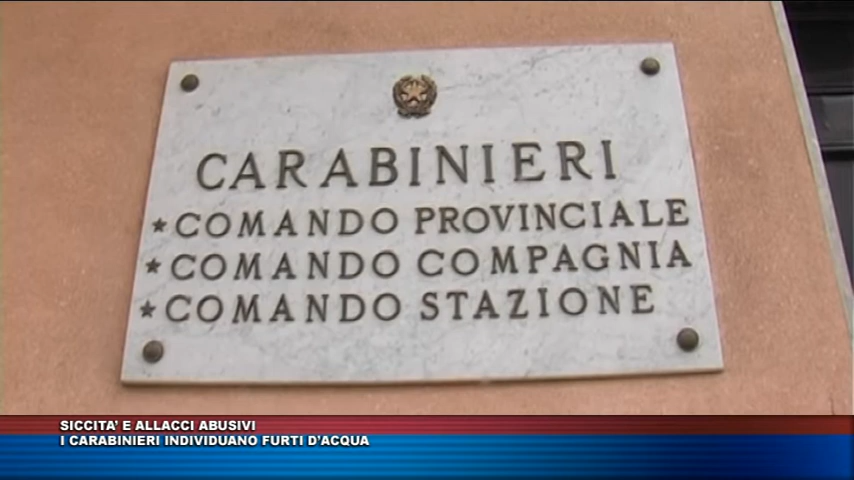 CARABINIERI
★COMANDO PROVINCIALE
★COMANDO COMPAGNIA
★COMANDO STAZIONE
SICCITA' E ALLACCI ABUSIVI
I CARABINIERI INDIVIDUANO FURTI D'ACQUA